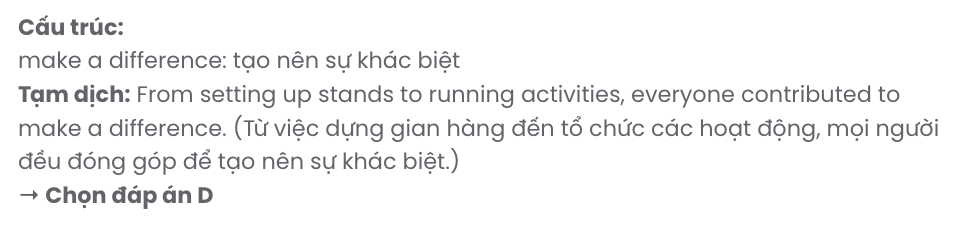 Cấu trúc:
make a difference: tạo nên sự khác biệt
Tạm dịch: From setting up stands to running activities, everyone contributed to
make a difference. (Từ việc dựng gian hàng đến tổ chức các hoạt động, mọi người
đều đóng góp để tạo nên sự khác biệt.)
→ Chọn đáp án D